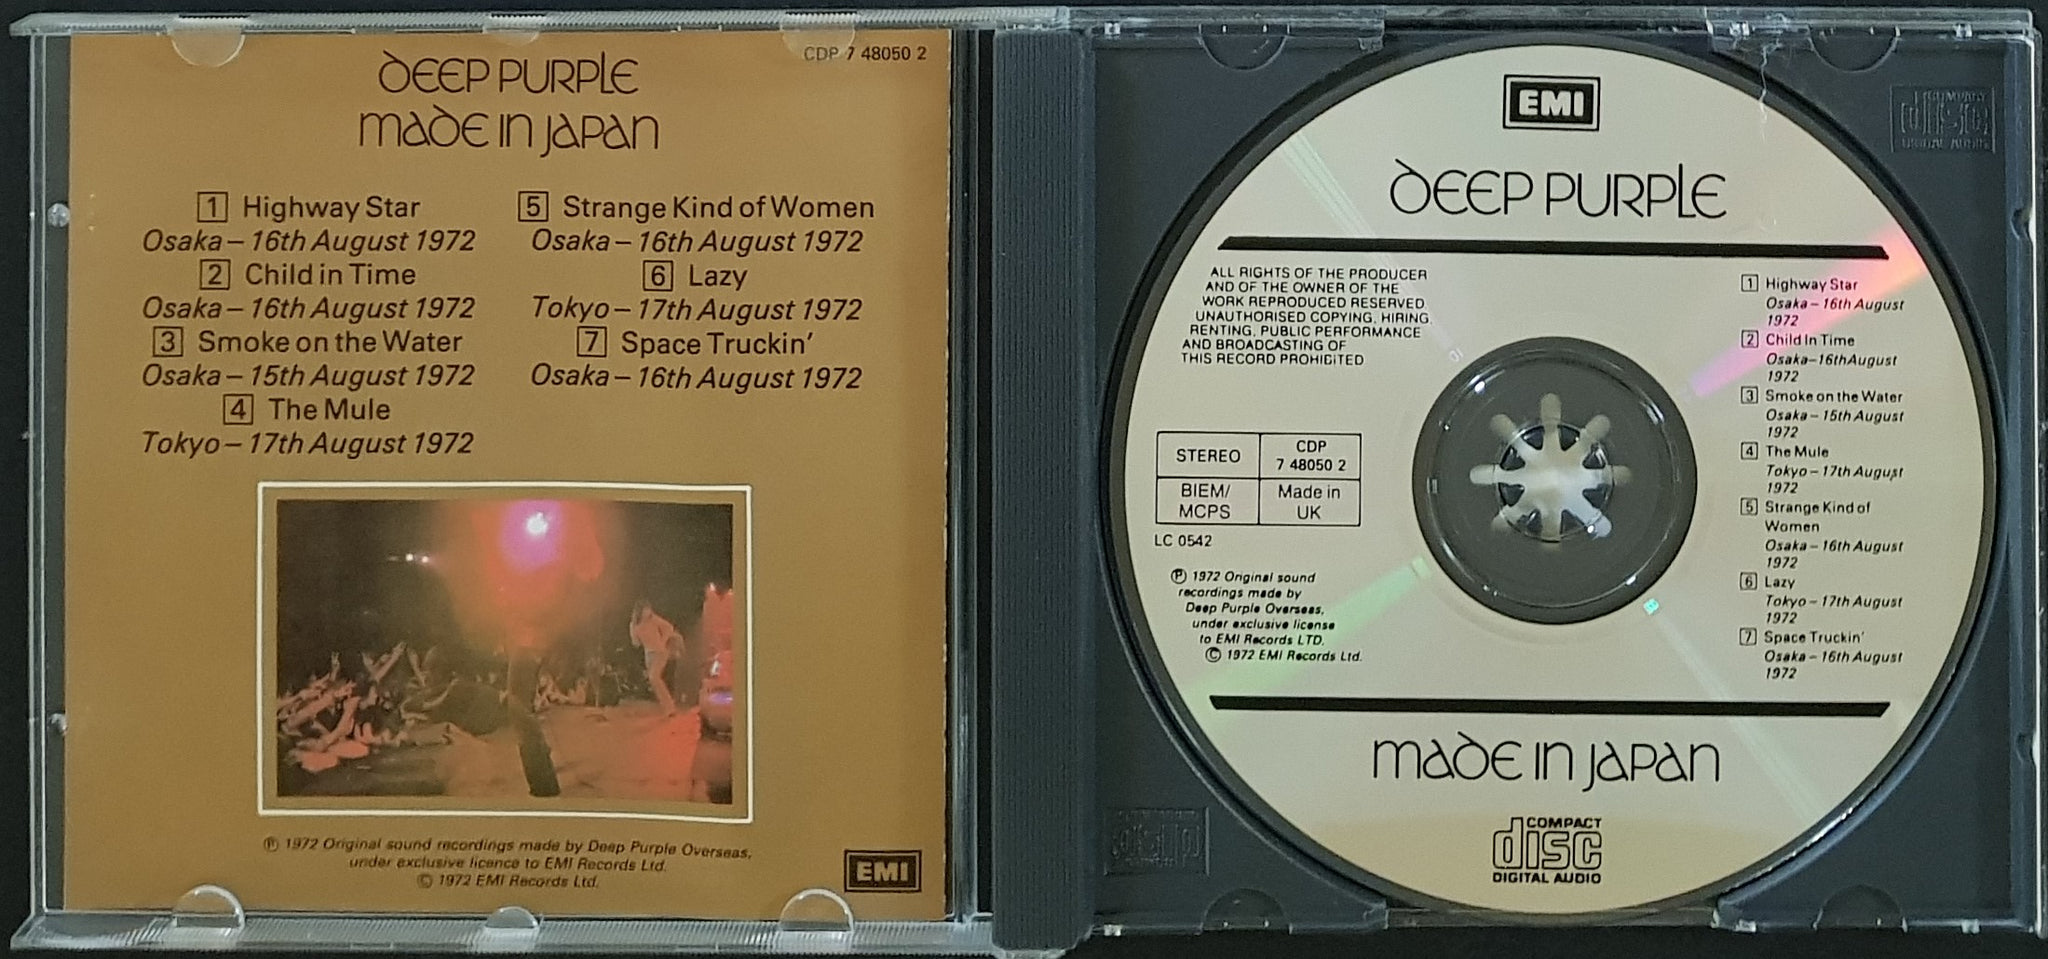 CDP 7 48050 2
DEEP PURPLE
MADE IN JAPAN
1 Highway Star
Osaka – 16th August 1972
2 Child in Time
Osaka – 16th August 1972
3 Smoke on the Water
Osaka – 15th August 1972
4 The Mule
Tokyo – 17th August 1972
5 Strange Kind of Women
Osaka – 16th August 1972
6 Lazy
Tokyo – 17th August 1972
7 Space Truckin'
Osaka – 16th August 1972
℗ 1972 Original sound recordings made by Deep Purple Overseas,
under exclusive licence to EMI Records Ltd.
© 1972 EMI Records Ltd.
EMI
EMI
DEEP PURPLE
ALL RIGHTS OF THE PRODUCER
AND OF THE OWNER OF THE
WORK REPRODUCED RESERVED.
UNAUTHORISED COPYING, HIRING,
RENTING, PUBLIC PERFORMANCE
AND BROADCASTING OF
THIS RECORD PROHIBITED
STEREO
CDP
7 48050 2
BIEM/
MCPS
Made in
UK
LC 0542
℗ 1972 Original sound
recordings made by
Deep Purple Overseas,
under exclusive license
to EMI Records LTD.
© 1972 EMI Records Ltd.
1 Highway Star
Osaka – 16th August
1972
2 Child In Time
Osaka – 16th August
1972
3 Smoke on the Water
Osaka – 15th August
1972
4 The Mule
Tokyo – 17th August
1972
5 Strange Kind of
Women
Osaka – 16th August
1972
6 Lazy
Tokyo – 17th August
1972
7 Space Truckin'
Osaka – 16th August
1972
MADE IN JAPAN
COMPACT
disc
DIGITAL AUDIO
COMPACT
disc
DIGITAL AUDIO